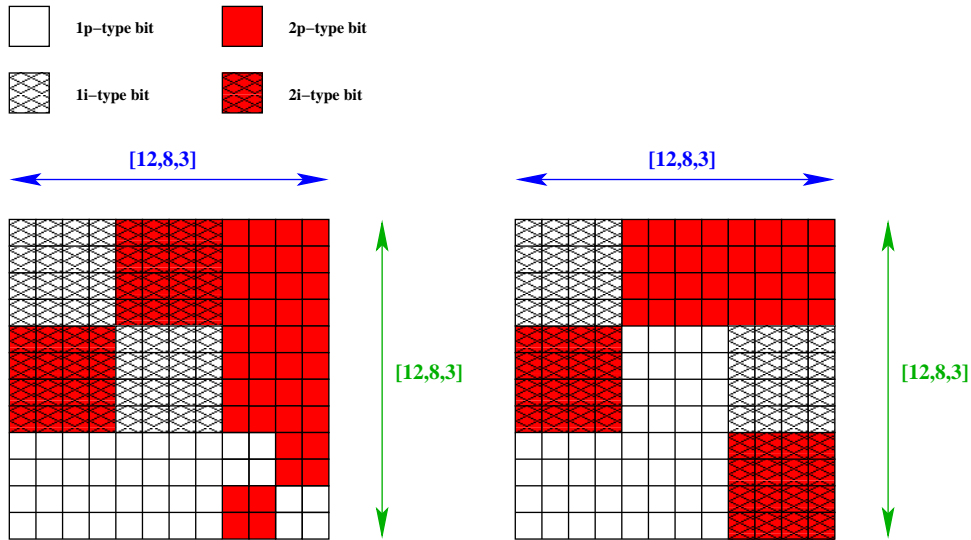 1p−type bit 2p−type bit
1i−type bit 2i−type bit
[12,8,3] [12,8,3]
[12,8,3] [12,8,3]